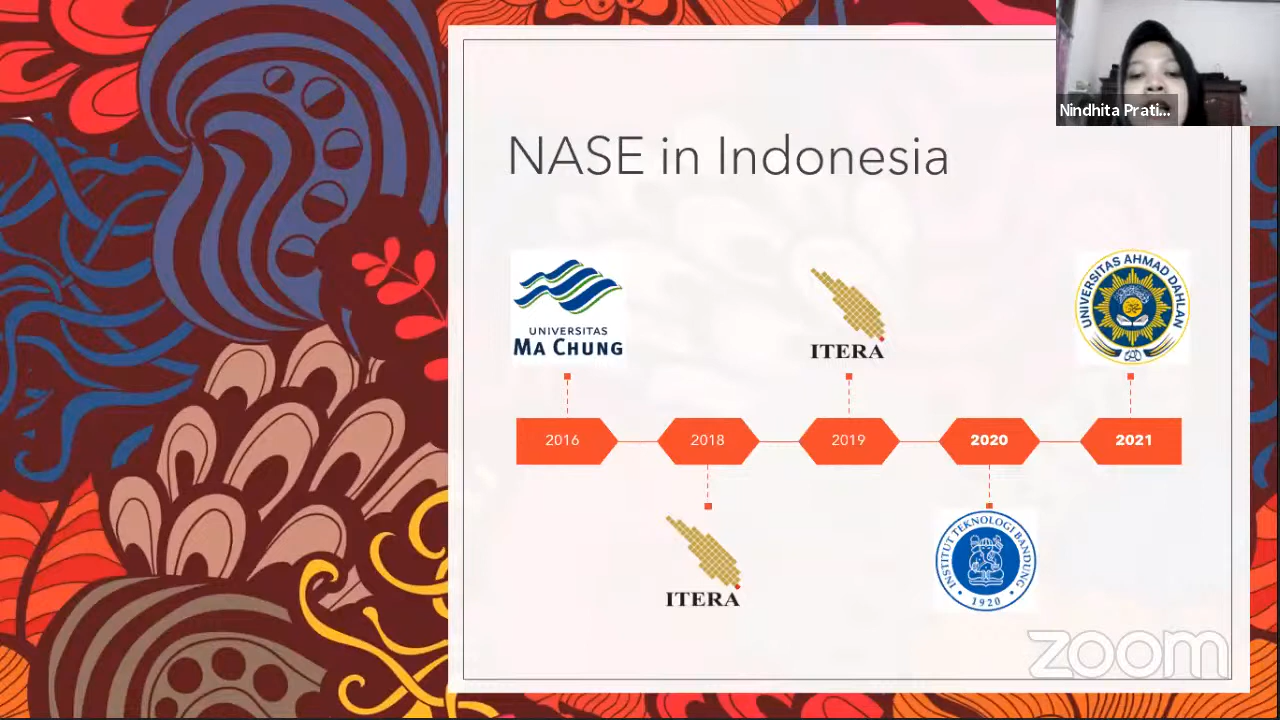 Nindhita Prati...
NASE in Indonesia
UNIVERSITAS
MA CHUNG
ITERA
UNIVERSITAS AHMAD DAHLAN
2016
2018
2019
2020
2021
ITERA
INSTITUT TEKNOLOGI BANDUNG
1920
zoom